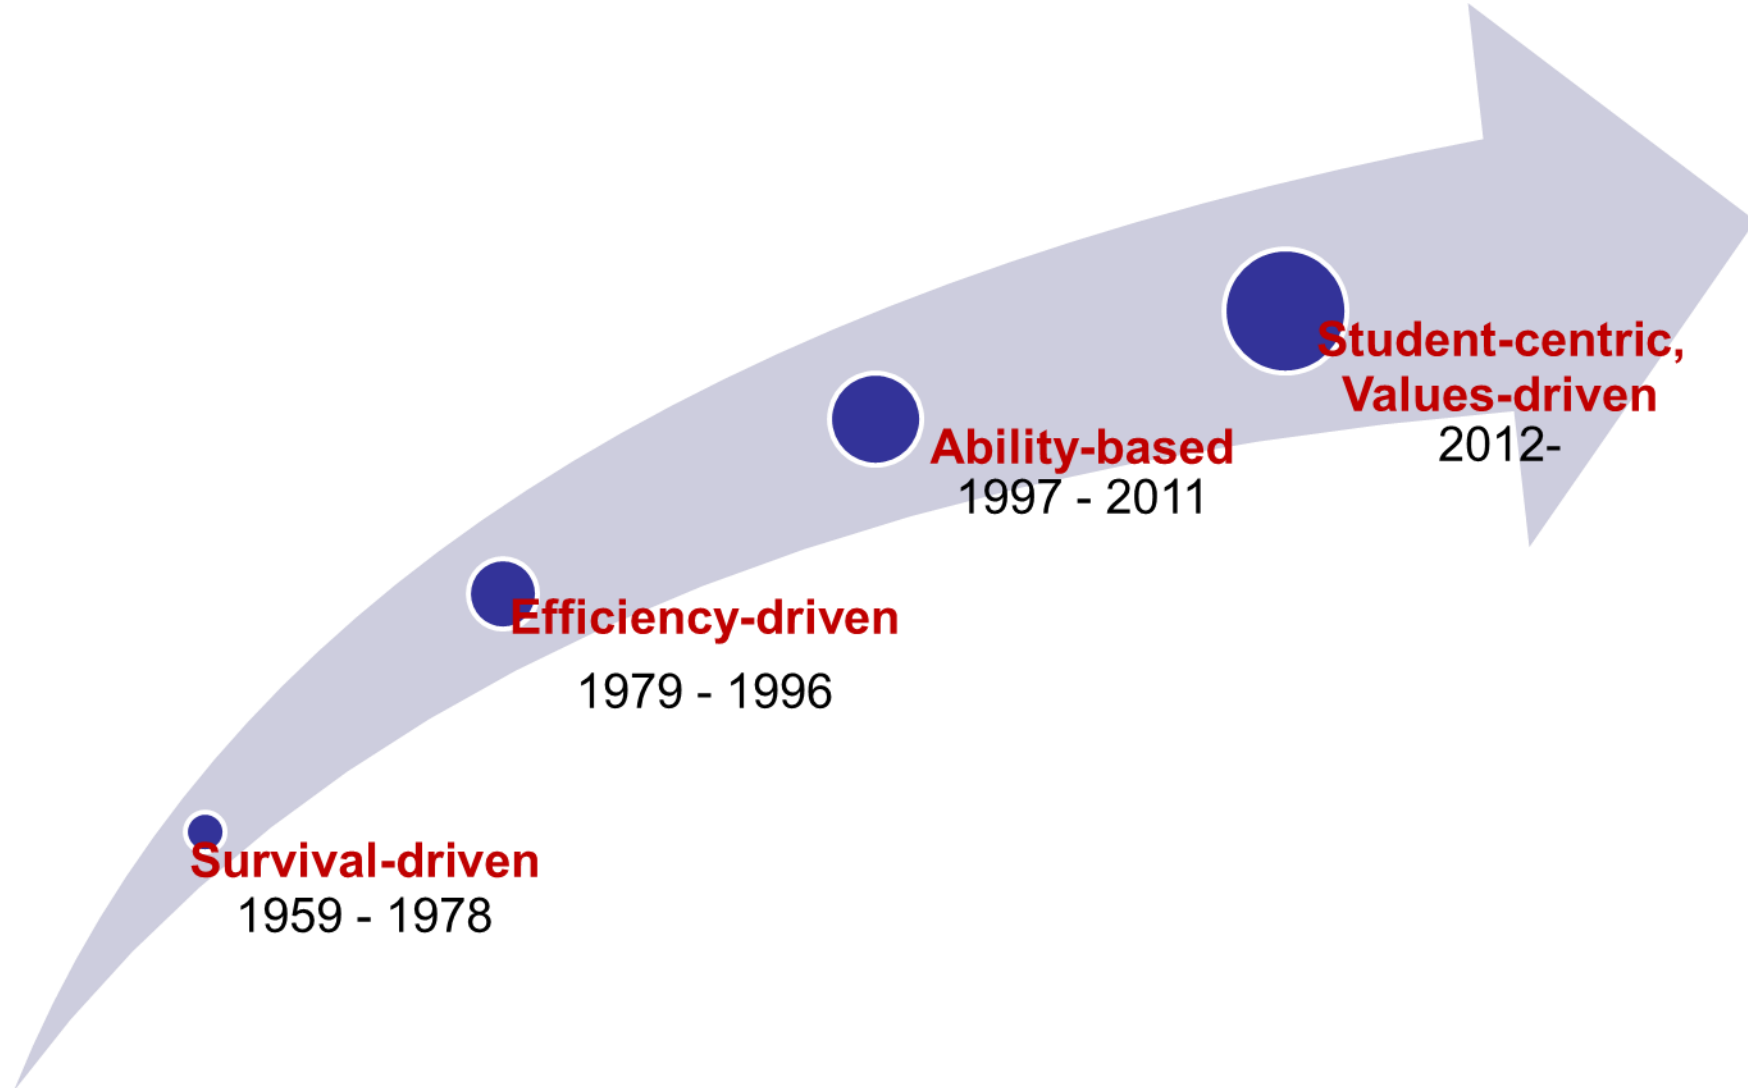 Student-centric,
Values-driven
2012-
Ability-based
1997 - 2011
Efficiency-driven
1979 - 1996
Survival-driven
1959 - 1978